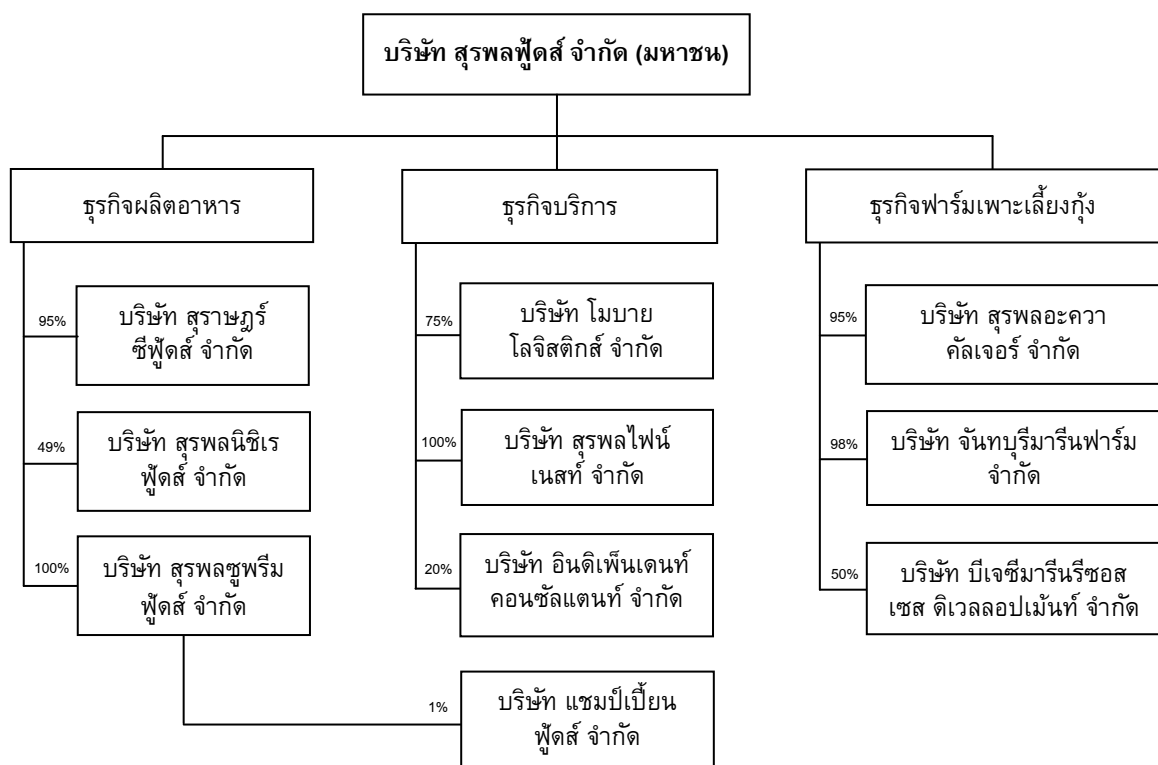 บริษัท สุรพลฟู้ดส์ จำกัด (มหาชน)
ธุรกิจผลิตอาหาร
ธุรกิจบริการ
ธุรกิจฟาร์มเพาะเลี้ยงกุ้ง
95%
บริษัท สุราษฎร์
ซีฟู้ดส์ จำกัด
75%
บริษัท โมบาย
โลจิสติกส์ จำกัด
95%
บริษัท สุรพลอะควา
คัลเจอร์ จำกัด
49%
บริษัท สุรพลนิชิเร
ฟู้ดส์ จำกัด
100%
บริษัท สุรพลไฟน์
เนสท์ จำกัด
98%
บริษัท จันทบุรีมารีนฟาร์ม
จำกัด
100%
บริษัท สุรพลซูพรีม
ฟู้ดส์ จำกัด
20%
บริษัท อินดิเพ็นเดนท์
คอนซัลแตนท์ จำกัด
50%
บริษัท บีเจซีมารีนรีซอส
เซส ดิเวลลอปเม้นท์ จำกัด
1%
บริษัท แชมป์เปี้ยน
ฟู้ดส์ จำกัด